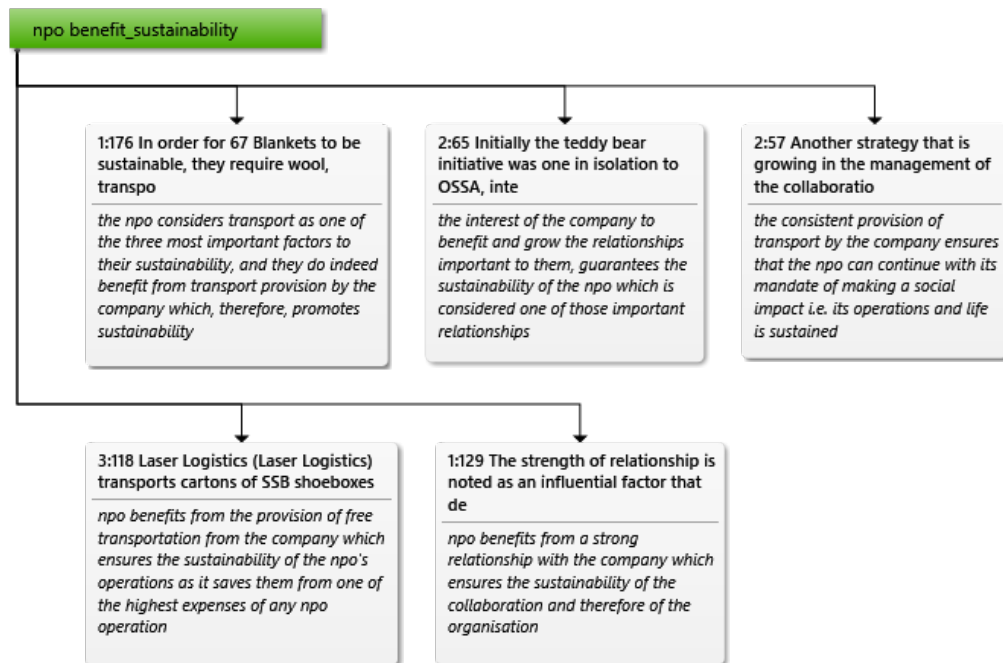 npo benefit_sustainability
1:176 In order for 67 Blankets to be
sustainable, they require wool,
transpo
the npo considers transport as one of
the three most important factors to
their sustainability, and they do indeed
benefit from transport provision by the
company which, therefore, promotes
sustainability
2:65 Initially the teddy bear
initiative was one in isolation to
OSSA, inte
the interest of the company to
benefit and grow the relationships
important to them, guarantees the
sustainability of the npo which is
considered one of those important
relationships
2:57 Another strategy that is
growing in the management of
the collaboratio
the consistent provision of
transport by the company ensures
that the npo can continue with its
mandate of making a social
impact i.e. its operations and life
is sustained
3:118 Laser Logistics (Laser Logistics)
transports cartons of SSB shoeboxes
npo benefits from the provision of free
transportation from the company which
ensures the sustainability of the npo's
operations as it saves them from one of
the highest expenses of any npo
operation
1:129 The strength of relationship is
noted as an influential factor that
de
npo benefits from a strong
relationship with the company which
ensures the sustainability of the
collaboration and therefore of the
organisation